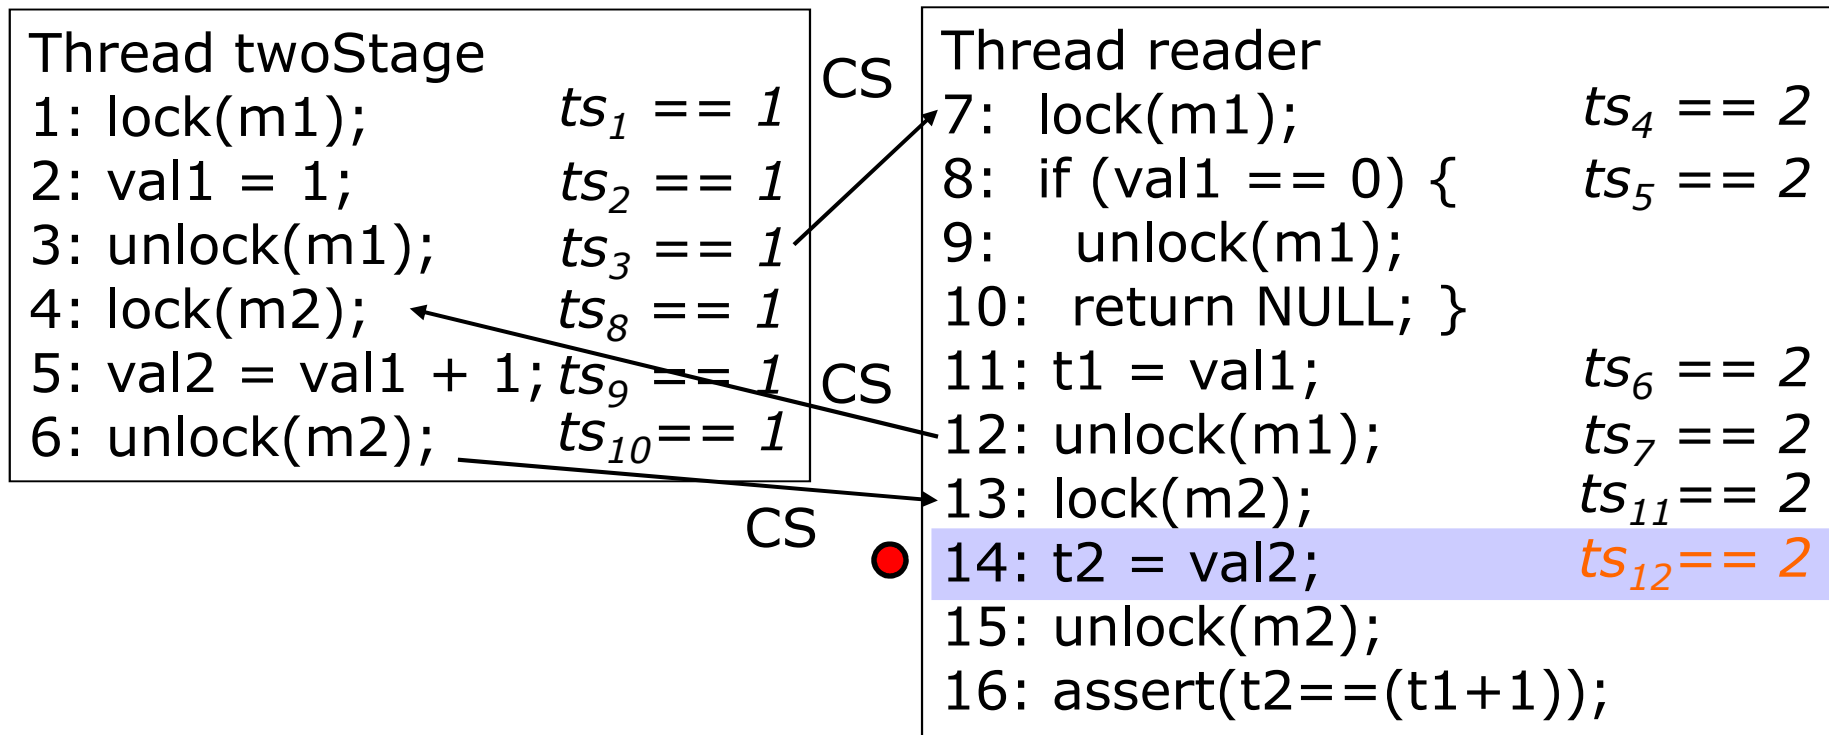 Thread twoStage
1: lock(m1); ts1 == 1
2: val1 = 1; ts2 == 1
3: unlock(m1); ts3 == 1
4: lock(m2); ts8 == 1
5: val2 = val1 + 1; ts9 == 1
6: unlock(m2); ts10== 1
CS
CS
CS
Thread reader
7: lock(m1); ts4 == 2
8: if (val1 == 0) { ts5 == 2
9: unlock(m1);
10: return NULL; }
11: t1 = val1; ts6 == 2
12: unlock(m1); ts7 == 2
13: lock(m2); ts11== 2
14: t2 = val2; ts12== 2
15: unlock(m2);
16: assert(t2==(t1+1));